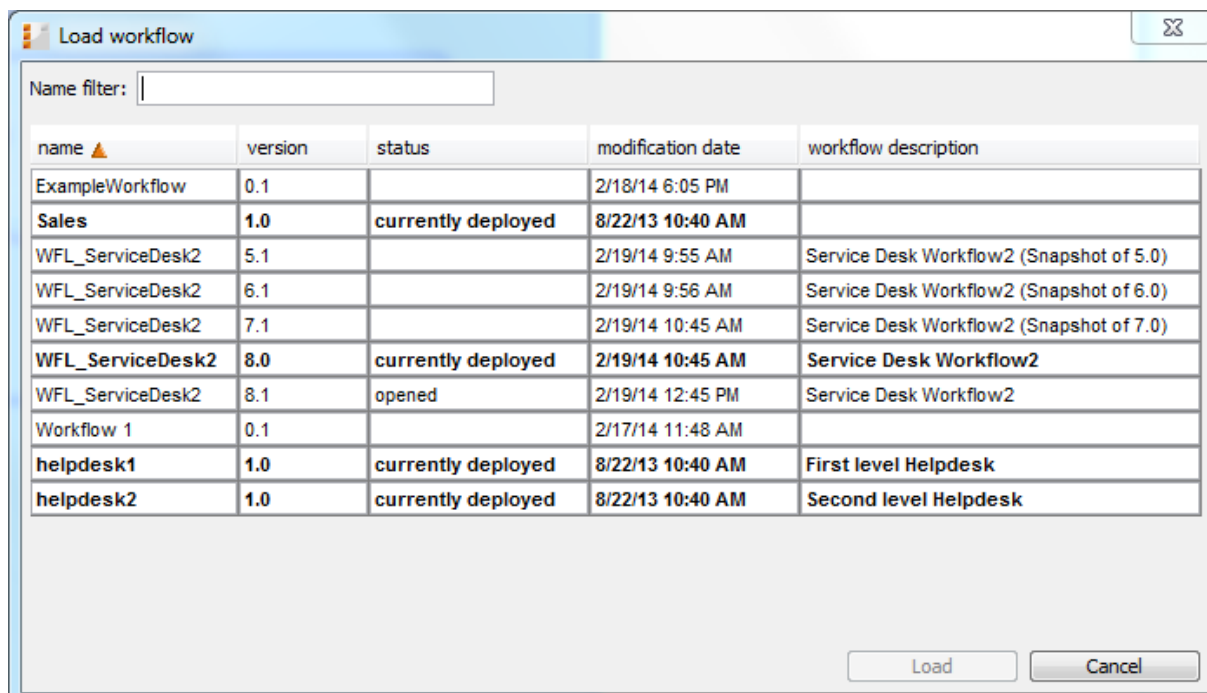 Load workflow
Name filter:
name version status modification date workflow description
ExampleWorkflow 0.1 2/18/14 6:05 PM
Sales 1.0 currently deployed 8/22/13 10:40 AM
WFL_ServiceDesk2 5.1 2/19/14 9:55 AM Service Desk Workflow2 (Snapshot of 5.0)
WFL_ServiceDesk2 6.1 2/19/14 9:56 AM Service Desk Workflow2 (Snapshot of 6.0)
WFL_ServiceDesk2 7.1 2/19/14 10:45 AM Service Desk Workflow2 (Snapshot of 7.0)
WFL_ServiceDesk2 8.0 currently deployed 2/19/14 10:45 AM Service Desk Workflow2
WFL_ServiceDesk2 8.1 opened 2/19/14 12:45 PM Service Desk Workflow2
Workflow 1 0.1 2/17/14 11:48 AM
helpdesk1 1.0 currently deployed 8/22/13 10:40 AM First level Helpdesk
helpdesk2 1.0 currently deployed 8/22/13 10:40 AM Second level Helpdesk
Load Cancel